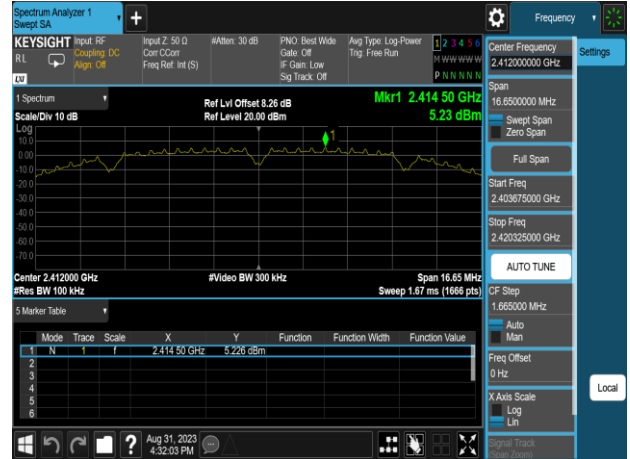 Spectrum Analyzer 1
Swept SA
+
Frequency
KEYSIGHT
RL
LXI
Input: RF
Coupling: DC
Align: Off
Input Z: 50 Ω
Corr CCorr
Freq Ref: Int (S)
#Atten: 30 dB
PNO: Best Wide
Gate: Off
IF Gain: Low
Sig Track: Off
Avg Type: Log-Power
Trig: Free Run
1 2 3 4 5 6
M W W W W W
P N N N N N
Center Frequency
2.412000000 GHz
Settings
Span
16.6500000 MHz
Swept Span
Zero Span
Full Span
Start Freq
2.403675000 GHz
Stop Freq
2.420325000 GHz
AUTO TUNE
CF Step
1.665000 MHz
Auto
Man
Freq Offset
0 Hz
X Axis Scale
Log
Lin
Signal Track
(Span Zoom)
Local
1 Spectrum
Scale/Div 10 dB
Ref Lvl Offset 8.26 dB
Ref Level 20.00 dBm
Mkr1 2.414 50 GHz
5.23 dBm
Log
10.0
0.00
-10.0
-20.0
-30.0
-40.0
-50.0
-60.0
-70.0
1
Center 2.412000 GHz
#Res BW 100 kHz
#Video BW 300 kHz
Span 16.65 MHz
Sweep 1.67 ms (1666 pts)
5 Marker Table
Mode Trace Scale X Y Function Function Width Function Value
1 N 1 f 2.414 50 GHz 5.226 dBm
2
3
4
5
6
?
Aug 31, 2023
4:32:03 PM